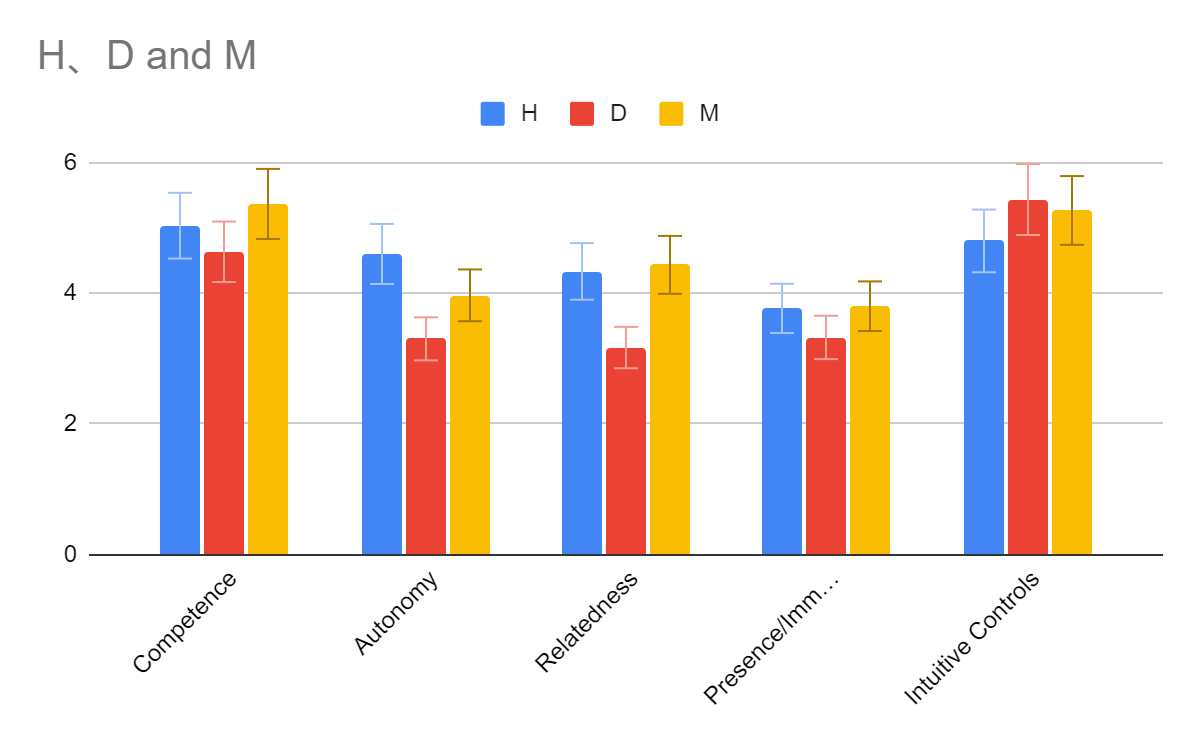 H、D and M
H D M
6
4
2
0
Competence
Autonomy
Relatedness
Presence/Imm…
Intuitive Controls